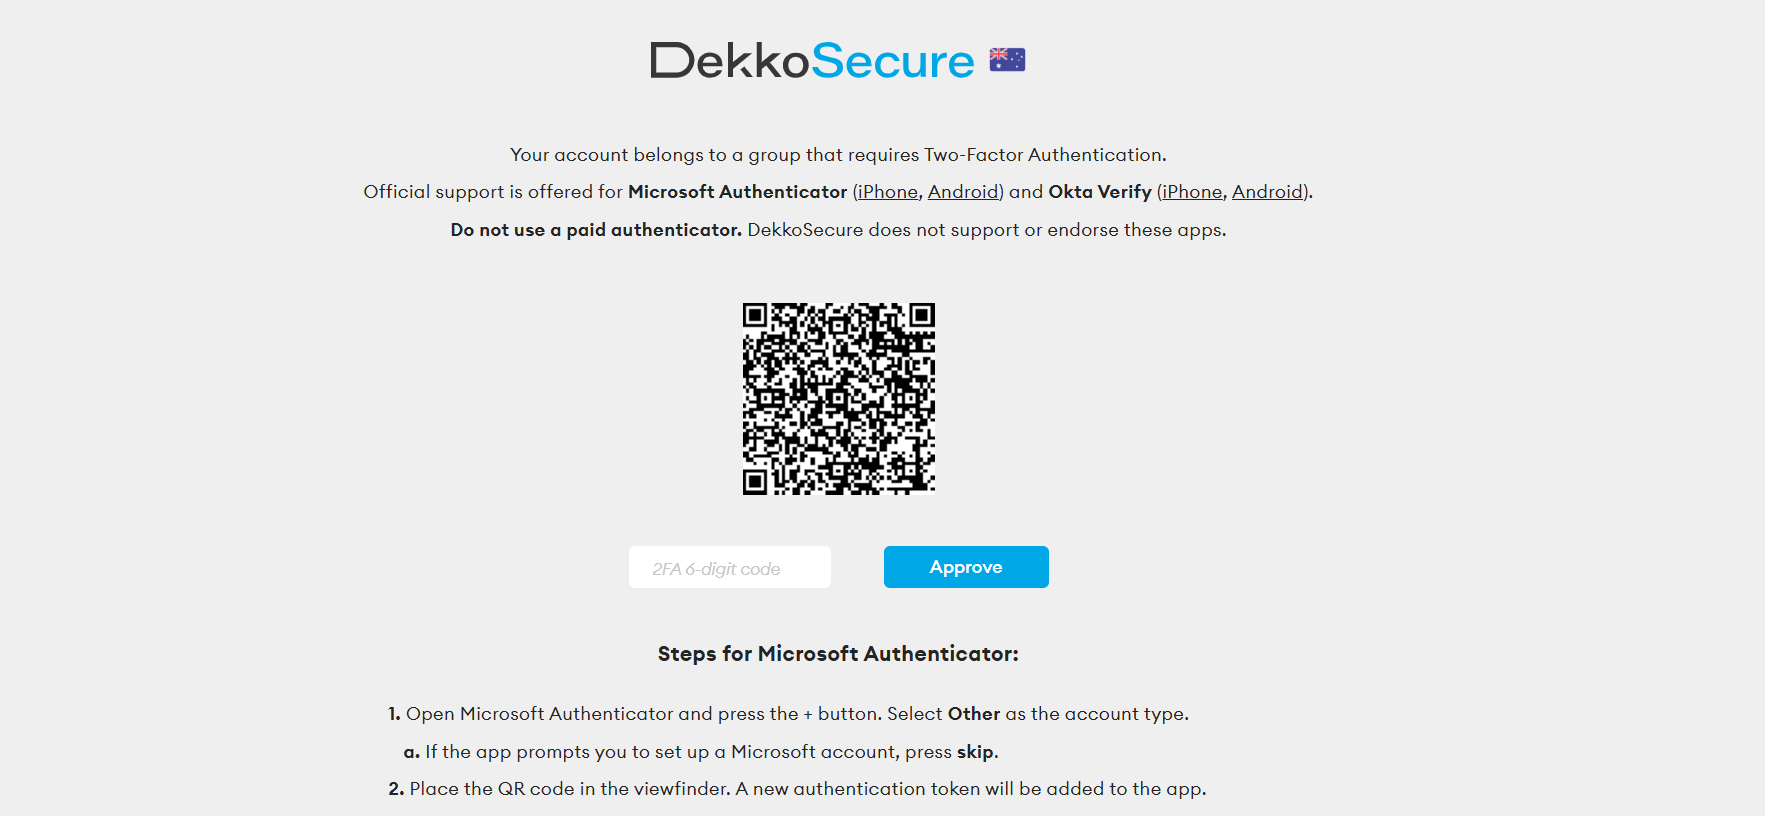 DekkoSecure
Your account belongs to a group that requires Two-Factor Authentication.
Official support is offered for Microsoft Authenticator (iPhone, Android) and Okta Verify (iPhone, Android).
Do not use a paid authenticator. DekkoSecure does not support or endorse these apps.
2FA 6-digit code
Approve
Steps for Microsoft Authenticator:
1. Open Microsoft Authenticator and press the + button. Select Other as the account type.
a. If the app prompts you to set up a Microsoft account, press skip.
2. Place the QR code in the viewfinder. A new authentication token will be added to the app.